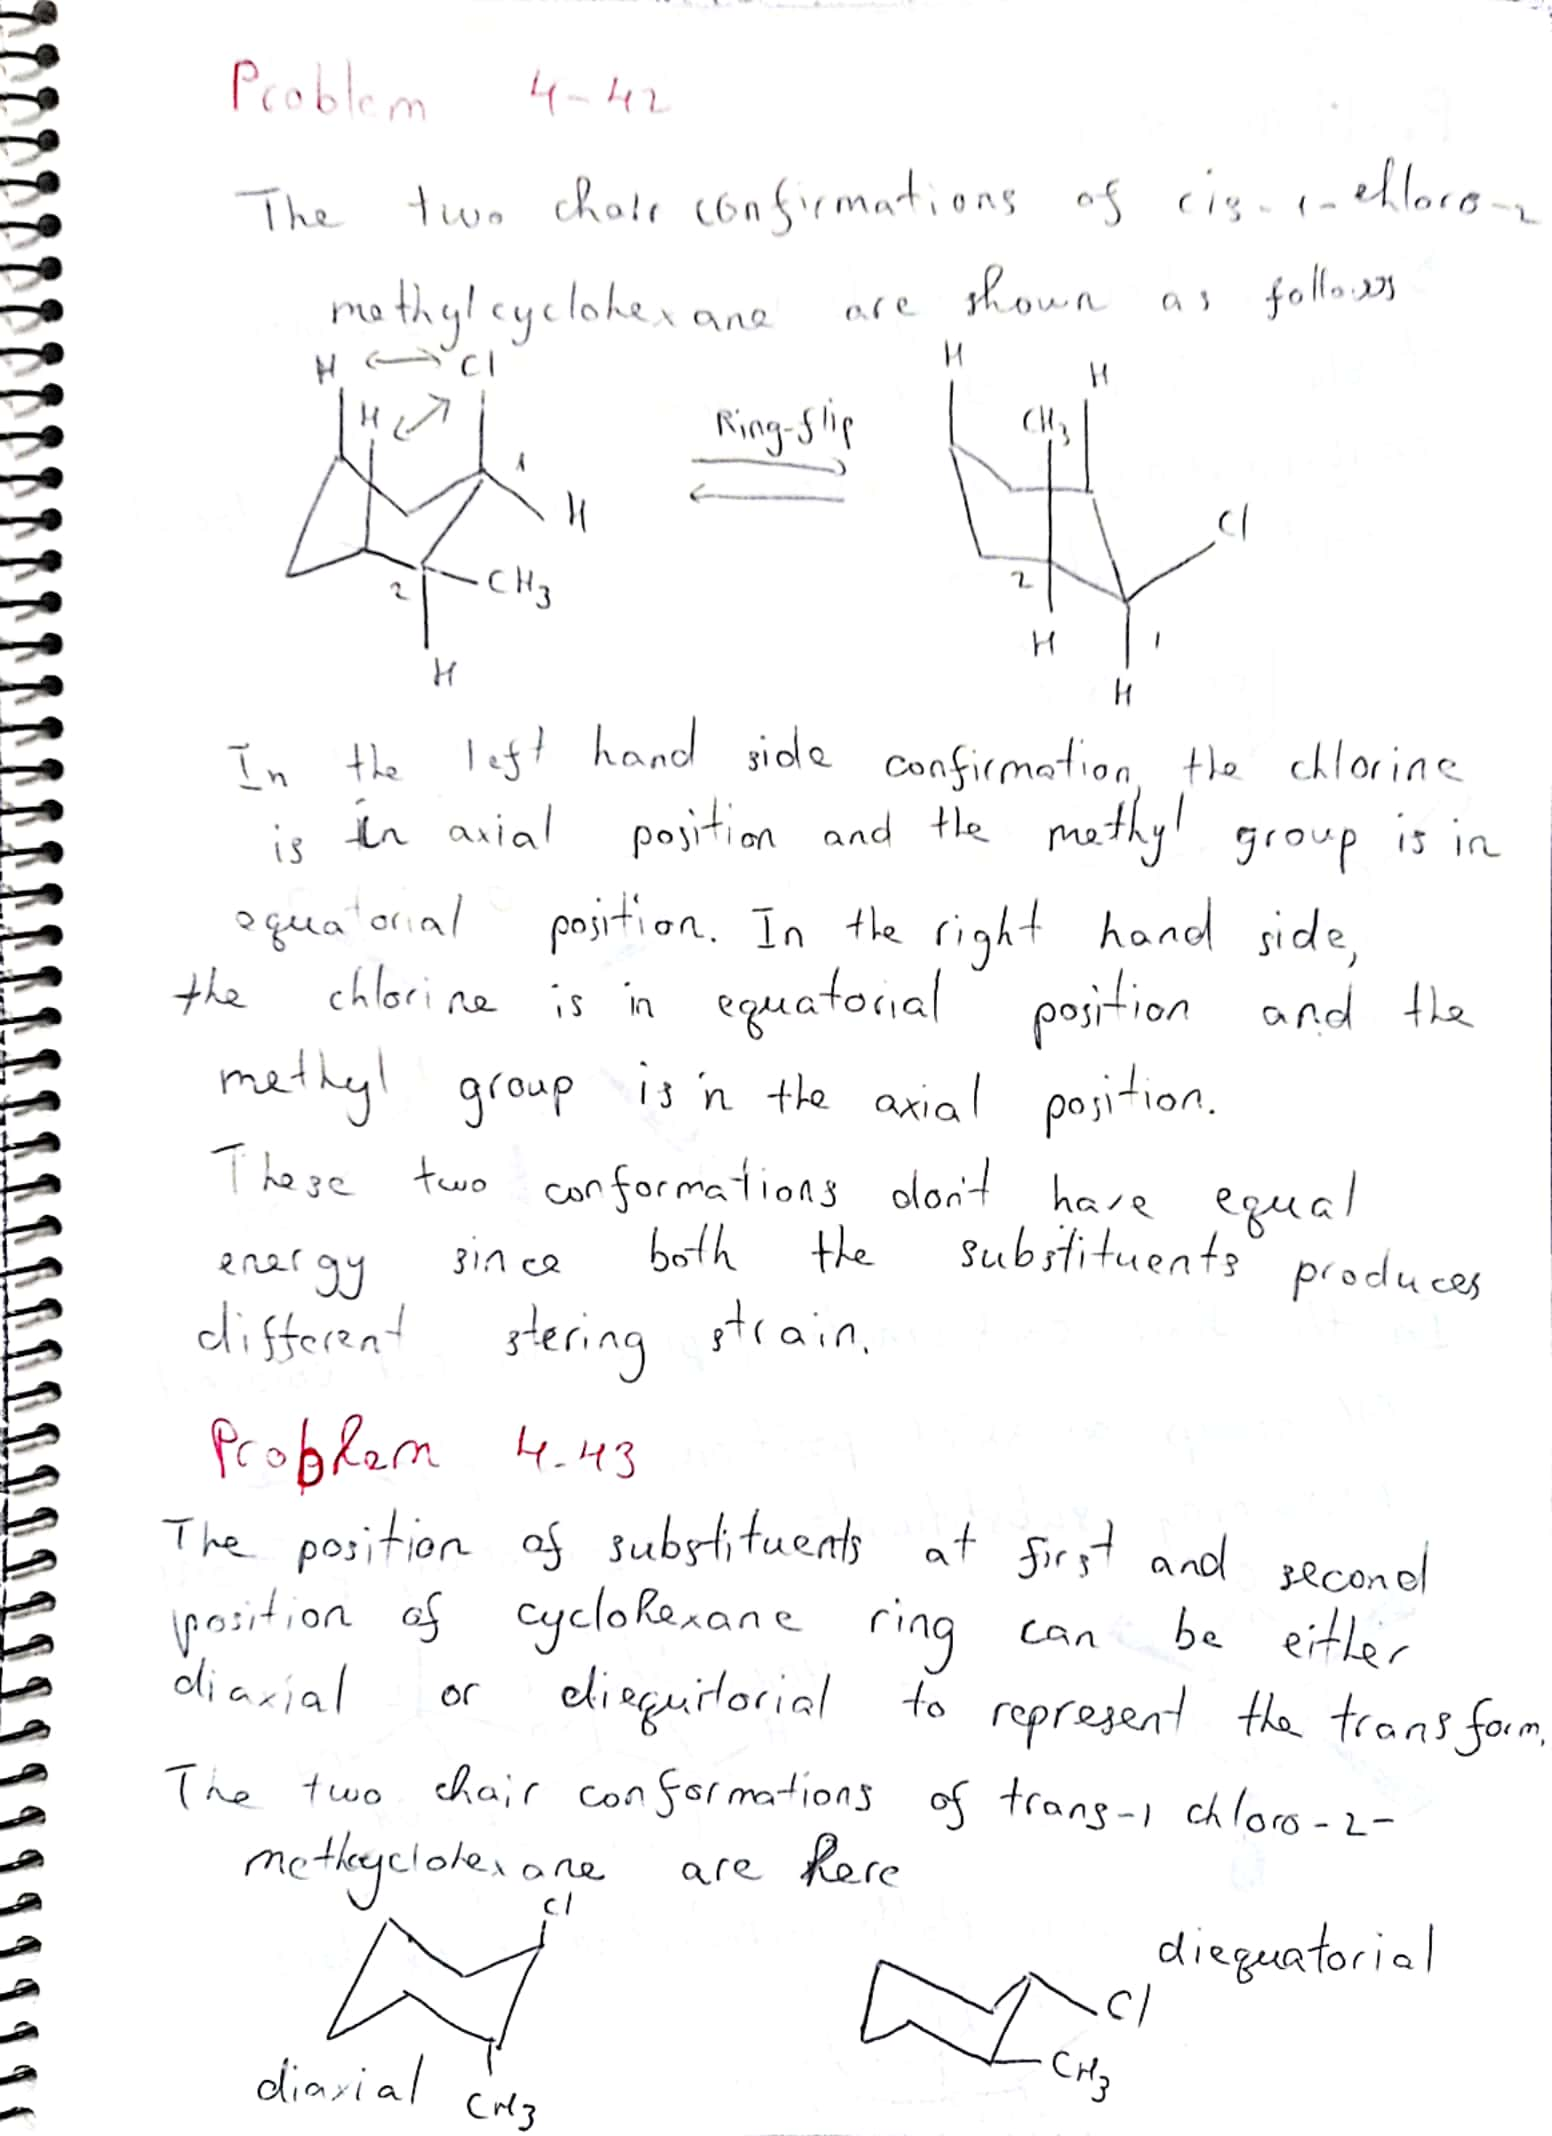 Problem 4-42
The two chair confirmations of cis-1-chloro-2
methylcyclohexane are shown as follows
H Cl
H
1
H
2 CH3
H
Ring-flip
H
H
CH3
Cl
2
H
1
H
In the left hand side confirmation, the chlorine
is in axial position and the methyl group is in
equatorial position. In the right hand side,
the chlorine is in equatorial position and the
methyl group is in the axial position.
These two conformations don't have equal
energy since both the substituents produces
different stering strain.
Problem 4-43
The position of substituents at first and second
position of cyclohexane ring can be either
diaxial or diequitorial to represent the trans form.
The two chair conformations of trans-1 chloro-2-
methcyclohexane are here
Cl
diaxial CH3
diequatorial
Cl
CH3